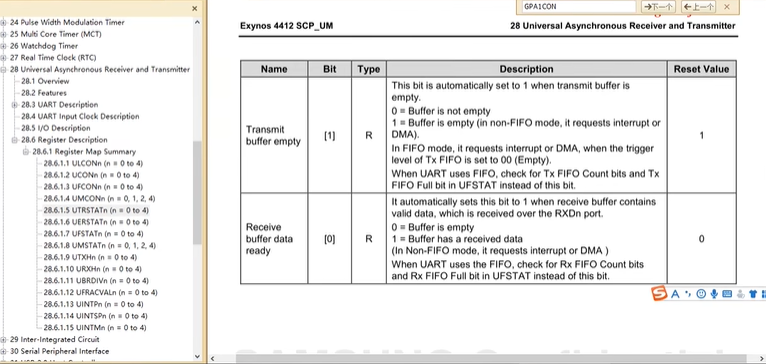 24 Pulse Width Modulation Timer
25 Multi Core Timer (MCT)
26 Watchdog Timer
27 Real Time Clock (RTC)
28 Universal Asynchronous Receiver and Transmitter
28.1 Overview
28.2 Features
28.3 UART Description
28.4 UART Input Clock Description
28.5 I/O Description
28.6 Register Description
28.6.1 Register Map Summary
28.6.1.1 ULCONn (n = 0 to 4)
28.6.1.2 UCONn (n = 0 to 4)
28.6.1.3 UFCONn (n = 0 to 4)
28.6.1.4 UMCONn (n = 0, 1, 2, 4)
28.6.1.5 UTRSTATn (n = 0 to 4)
28.6.1.6 UERSTATn (n = 0 to 4)
28.6.1.7 UFSTATn (n = 0 to 4)
28.6.1.8 UMSTATn (n = 0, 1, 2, 4)
28.6.1.9 UTXHn (n = 0 to 4)
28.6.1.10 URXHn (n = 0 to 4)
28.6.1.11 UBRDIVn (n = 0 to 4)
28.6.1.12 UFRACVALn (n = 0 to 4)
28.6.1.13 UINTPn (n = 0 to 4)
28.6.1.14 UINTSPn (n = 0 to 4)
28.6.1.15 UINTMn (n = 0 to 4)
29 Inter-Integrated Circuit
30 Serial Peripheral Interface
GPA1CON
下一个
上一个
Exynos 4412 SCP_UM
28 Universal Asynchronous Receiver and Transmitter
Name Bit Type Description Reset Value
Transmit
buffer empty
[1]
R
This bit is automatically set to 1 when transmit buffer is
empty.
0 = Buffer is not empty
1 = Buffer is empty (in non-FIFO mode, it requests interrupt or
DMA).
In FIFO mode, it requests interrupt or DMA, when the trigger
level of Tx FIFO is set to 00 (Empty).
When UART uses FIFO, check for Tx FIFO Count bits and Tx
FIFO Full bit in UFSTAT instead of this bit.
1
Receive
buffer data
ready
[0]
R
It automatically sets this bit to 1 when receive buffer contains
valid data, which is received over the RXDn port.
0 = Buffer is empty
1 = Buffer has a received data
(In Non-FIFO mode, it requests interrupt or DMA )
When UART uses the FIFO, check for Rx FIFO Count bits
and Rx FIFO Full bit in UFSTAT instead of this bit.
0